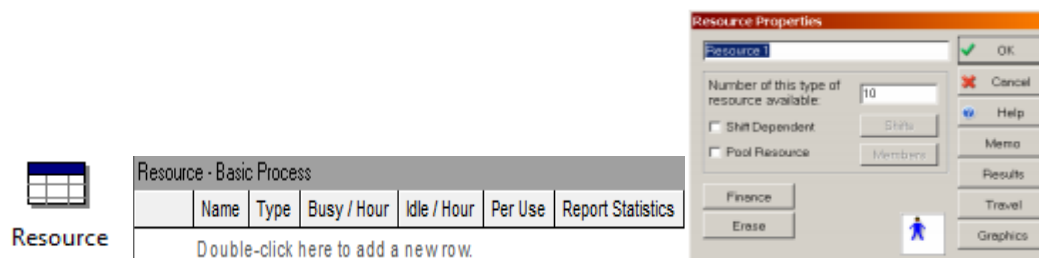 Resource
Resource - Basic Process
Name Type Busy / Hour Idle / Hour Per Use Report Statistics
Double-click here to add a new row.
Resource Properties
Resource 1
OK
Number of this type of
resource available:
10
Cancel
Help
Shift Dependent
Shifts
Memo
Pool Resource
Members
Results
Finance
Travel
Erase
Graphics